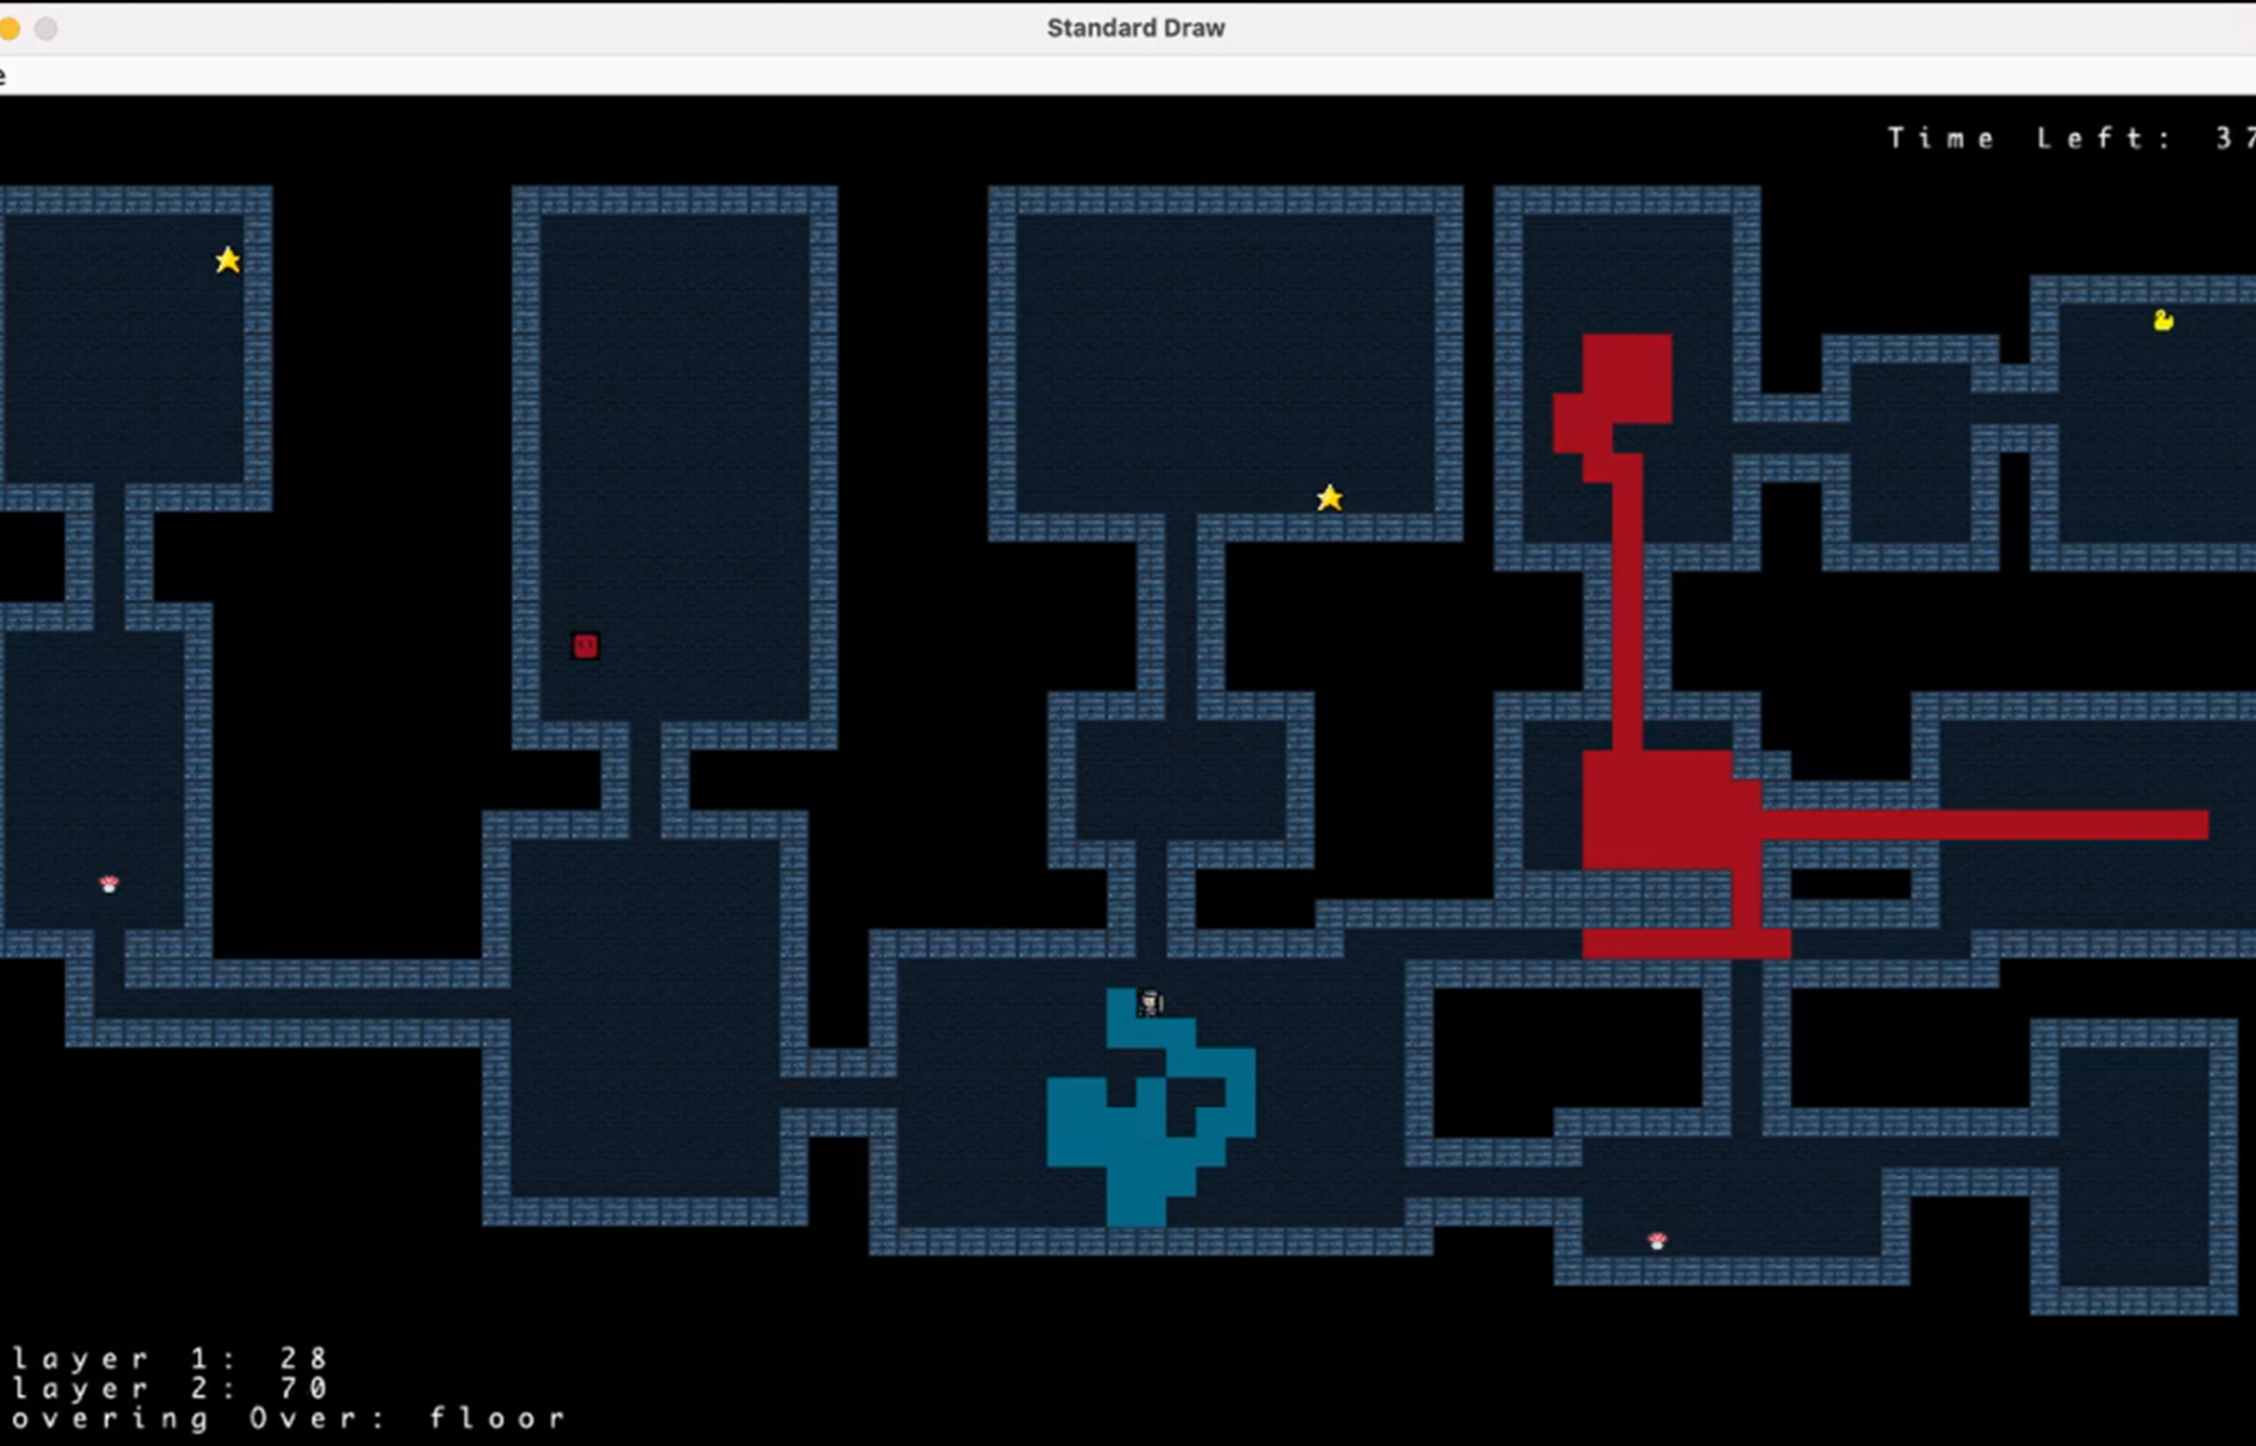 Standard Draw
e
Time Left: 37
layer 1: 28
layer 2: 70
overing Over: floor